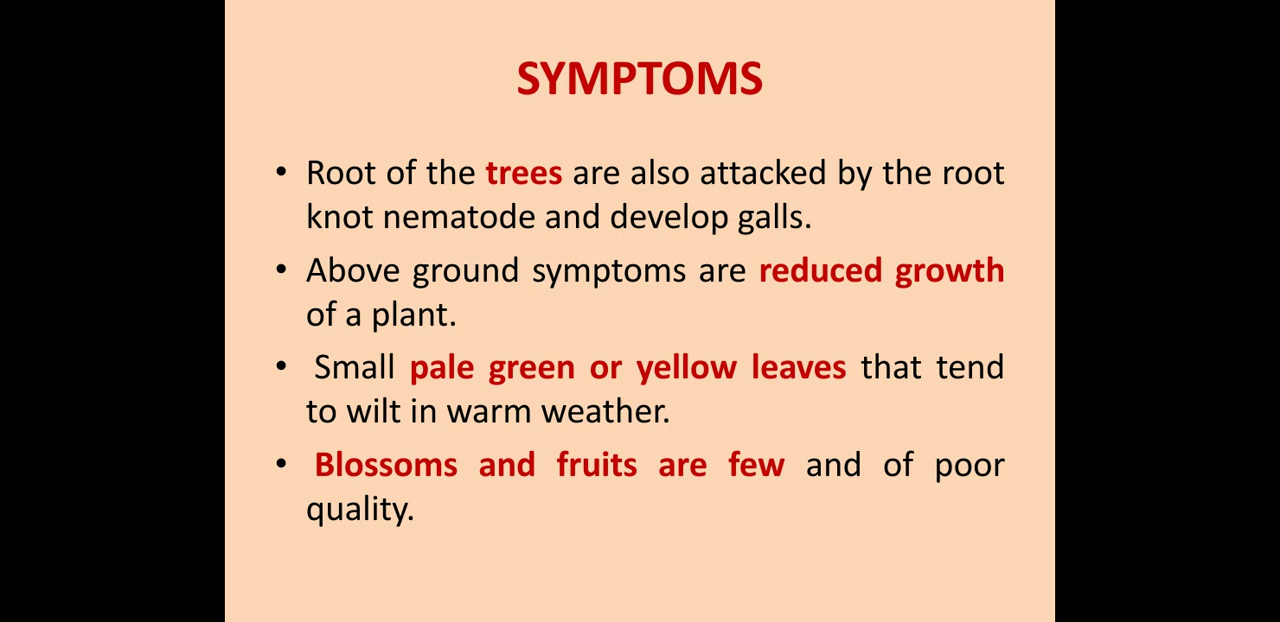 SYMPTOMS
• Root of the trees are also attacked by the root
knot nematode and develop galls.
• Above ground symptoms are reduced growth
of a plant.
• Small pale green or yellow leaves that tend
to wilt in warm weather.
• Blossoms and fruits are few and of poor
quality.